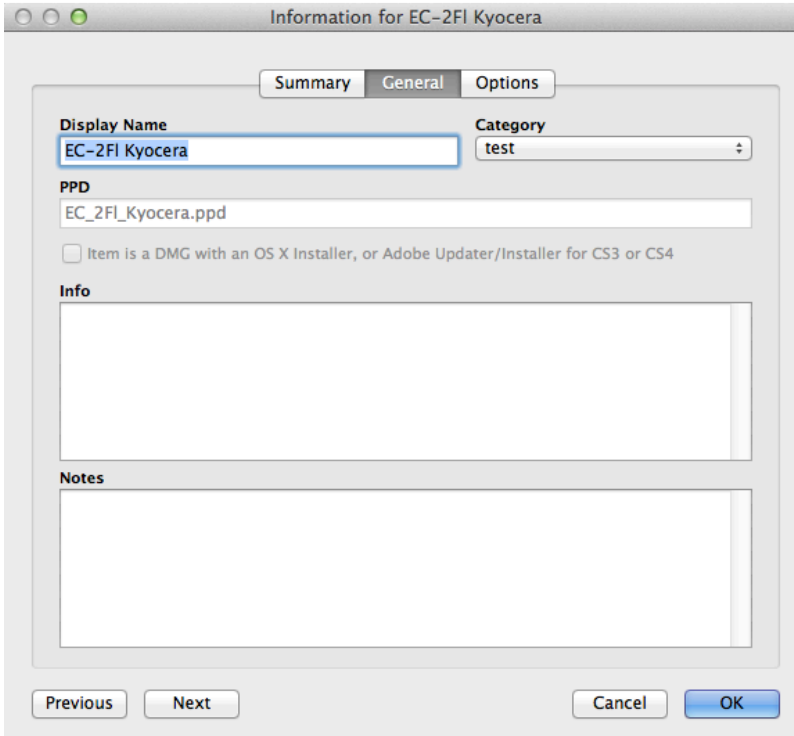 Information for EC-2Fl Kyocera
Summary General Options
Display Name Category
EC-2Fl Kyocera test
PPD
EC_2Fl_Kyocera.ppd
Item is a DMG with an OS X Installer, or Adobe Updater/Installer for CS3 or CS4
Info
Notes
Previous Next Cancel OK